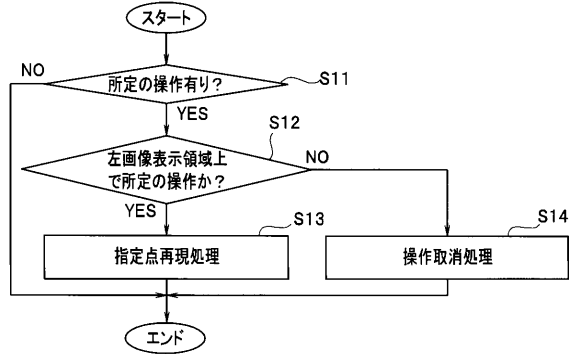 スタート
NO
所定の操作有り?
S11
YES
S12
左画像表示領域上
で所定の操作か?
NO
YES
S13
S14
指定点再現処理
操作取消処理
エンド